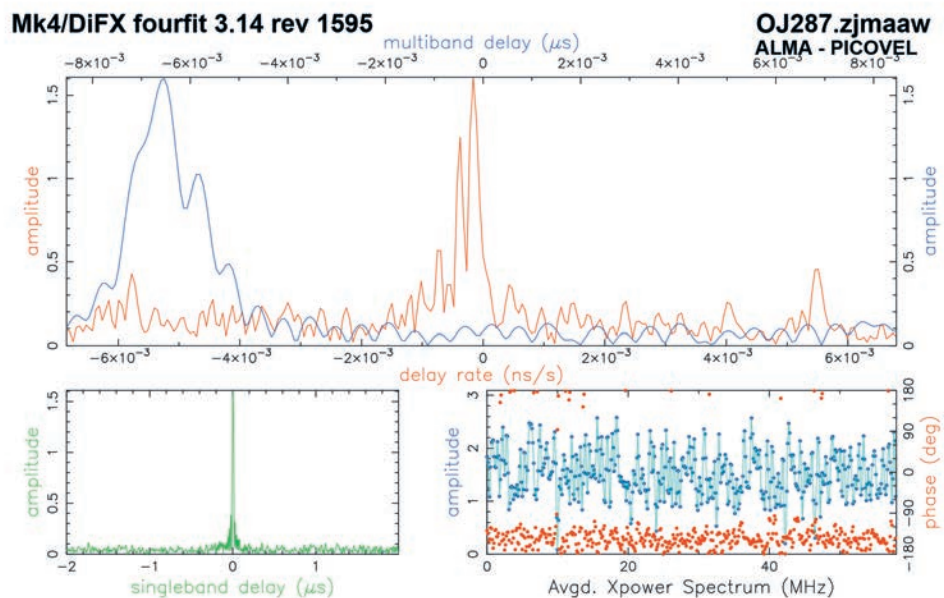 Mk4/DiFX fourfit 3.14 rev 1595
OJ287.zjmaaw
ALMA - PICOVEL
multiband delay (μs)
−8×10⁻³ −6×10⁻³ −4×10⁻³ −2×10⁻³ 0 2×10⁻³ 4×10⁻³ 6×10⁻³ 8×10⁻³
amplitude
0 0.5 1 1.5
amplitude
0 0.5 1 1.5
−6×10⁻³ −4×10⁻³ −2×10⁻³ 0 2×10⁻³ 4×10⁻³ 6×10⁻³
delay rate (ns/s)
amplitude
0 0.5 1 1.5
−2 −1 0 1
singleband delay (μs)
amplitude
0 1 2 3
phase (deg)
−180 −90 0 90 180
0 20 40
Avgd. Xpower Spectrum (MHz)